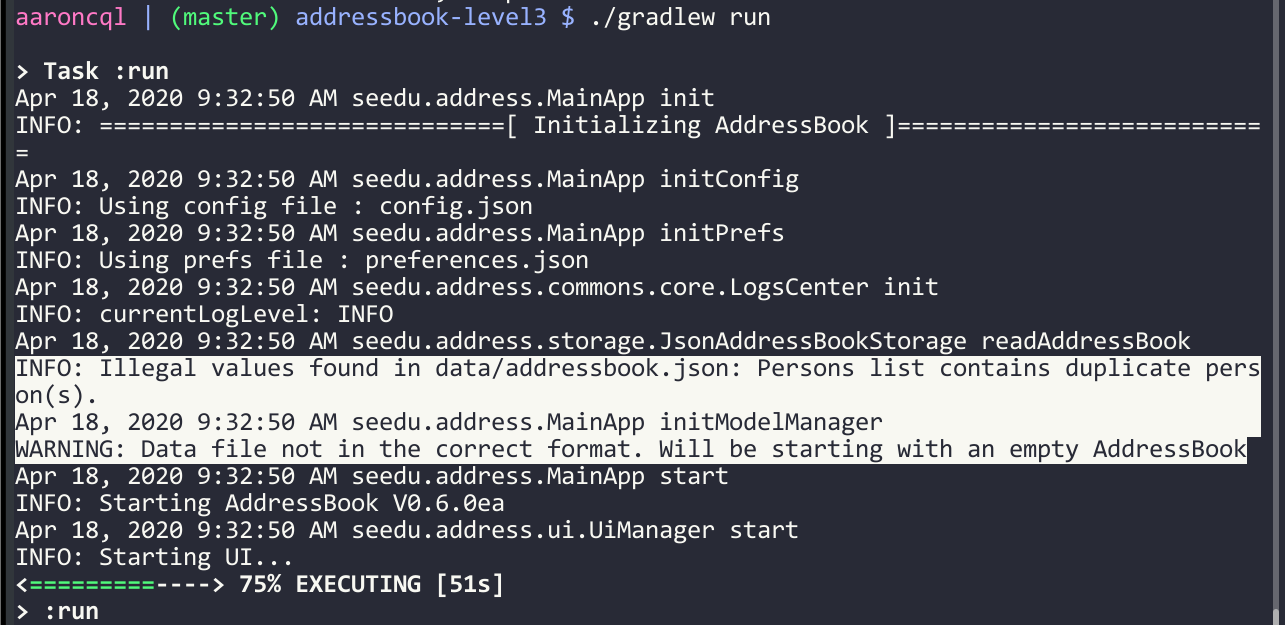 aaroncql | (master) addressbook-level3 $ ./gradlew run
> Task :run
Apr 18, 2020 9:32:50 AM seedu.address.MainApp init
INFO: =============================[ Initializing AddressBook ]==========================
=
Apr 18, 2020 9:32:50 AM seedu.address.MainApp initConfig
INFO: Using config file : config.json
Apr 18, 2020 9:32:50 AM seedu.address.MainApp initPrefs
INFO: Using prefs file : preferences.json
Apr 18, 2020 9:32:50 AM seedu.address.commons.core.LogsCenter init
INFO: currentLogLevel: INFO
Apr 18, 2020 9:32:50 AM seedu.address.storage.JsonAddressBookStorage readAddressBook
INFO: Illegal values found in data/addressbook.json: Persons list contains duplicate pers
on(s).
Apr 18, 2020 9:32:50 AM seedu.address.MainApp initModelManager
WARNING: Data file not in the correct format. Will be starting with an empty AddressBook
Apr 18, 2020 9:32:50 AM seedu.address.MainApp start
INFO: Starting AddressBook V0.6.0ea
Apr 18, 2020 9:32:50 AM seedu.address.ui.UiManager start
INFO: Starting UI...
<=========----> 75% EXECUTING [51s]
> :run